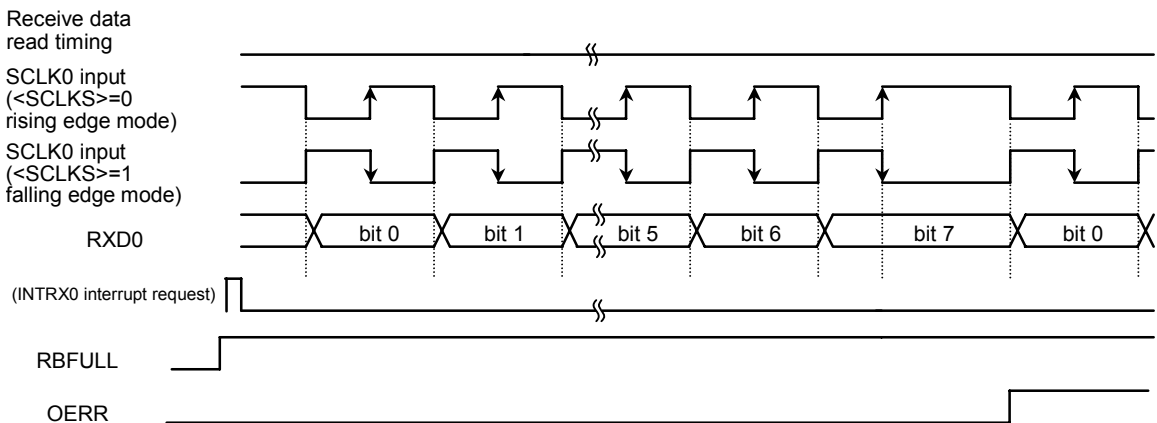 Receive data
read timing
SCLK0 input
(<SCLKS>=0
rising edge mode)
SCLK0 input
(<SCLKS>=1
falling edge mode)
RXD0
bit 0
bit 1
bit 5
bit 6
bit 7
bit 0
(INTRX0 interrupt request)
RBFULL
OERR